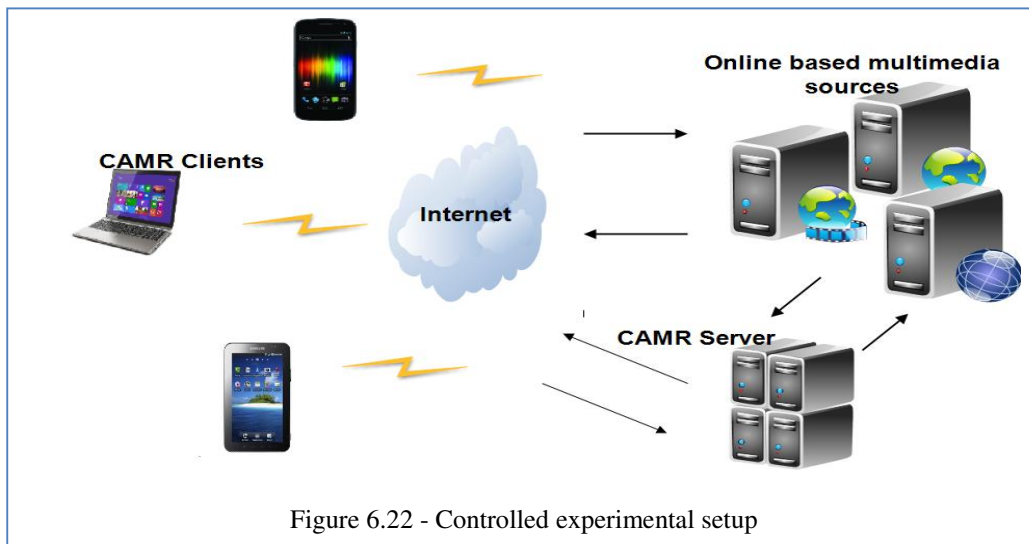 Online based multimedia
sources
CAMR Clients
Internet
CAMR Server
Figure 6.22 - Controlled experimental setup